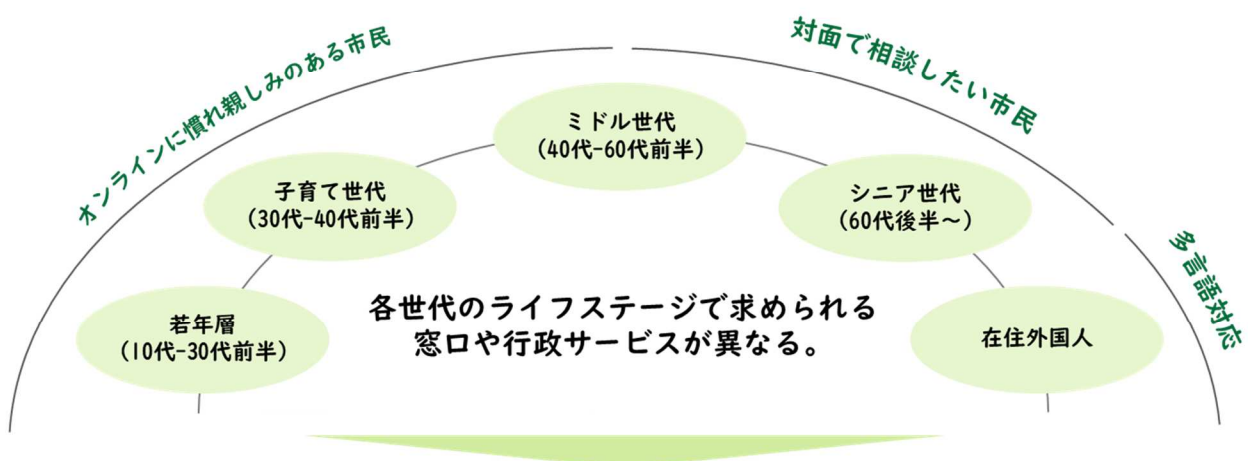 オンラインに慣れ親しみのある市民
対面で相談したい市民
多言語対応
ミドル世代
(40代-60代前半)
子育て世代
(30代-40代前半)
シニア世代
(60代後半～)
若年層
(10代-30代前半)
各世代のライフステージで求められる
窓口や行政サービスが異なる。
在住外国人